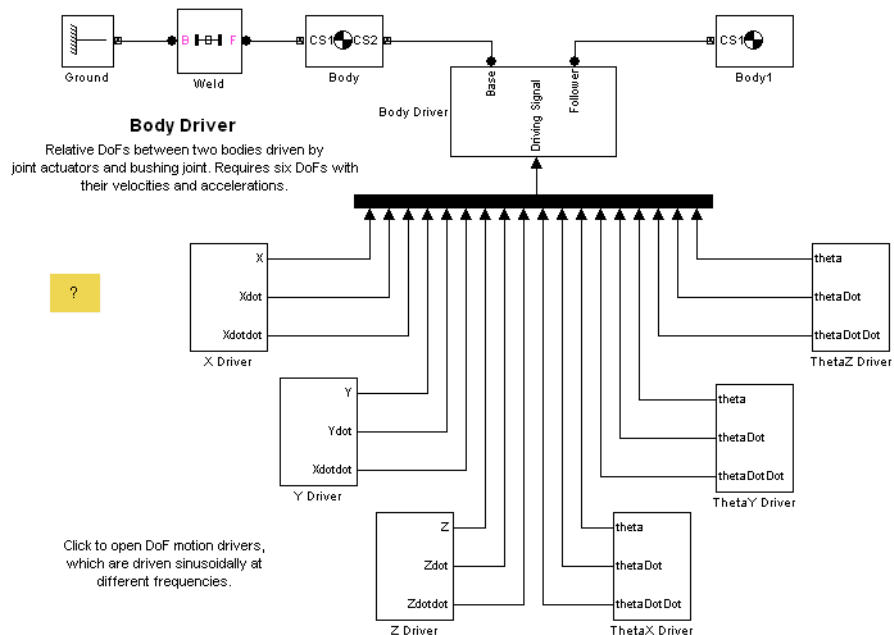 B
F
CS1
CS2
CS1
Ground
Weld
Body
Body1
Base
Driving Signal
Follower
Body Driver
Body Driver
Relative DoFs between two bodies driven by
joint actuators and bushing joint. Requires six DoFs with
their velocities and accelerations.
?
X
Xdot
Xdotdot
X Driver
theta
thetaDot
thetaDotDot
ThetaZ Driver
Y
Ydot
Xdotdot
Y Driver
theta
thetaDot
thetaDotDot
ThetaY Driver
Z
Zdot
Zdotdot
Z Driver
theta
thetaDot
thetaDotDot
ThetaX Driver
Click to open DoF motion drivers,
which are driven sinusoidally at
different frequencies.